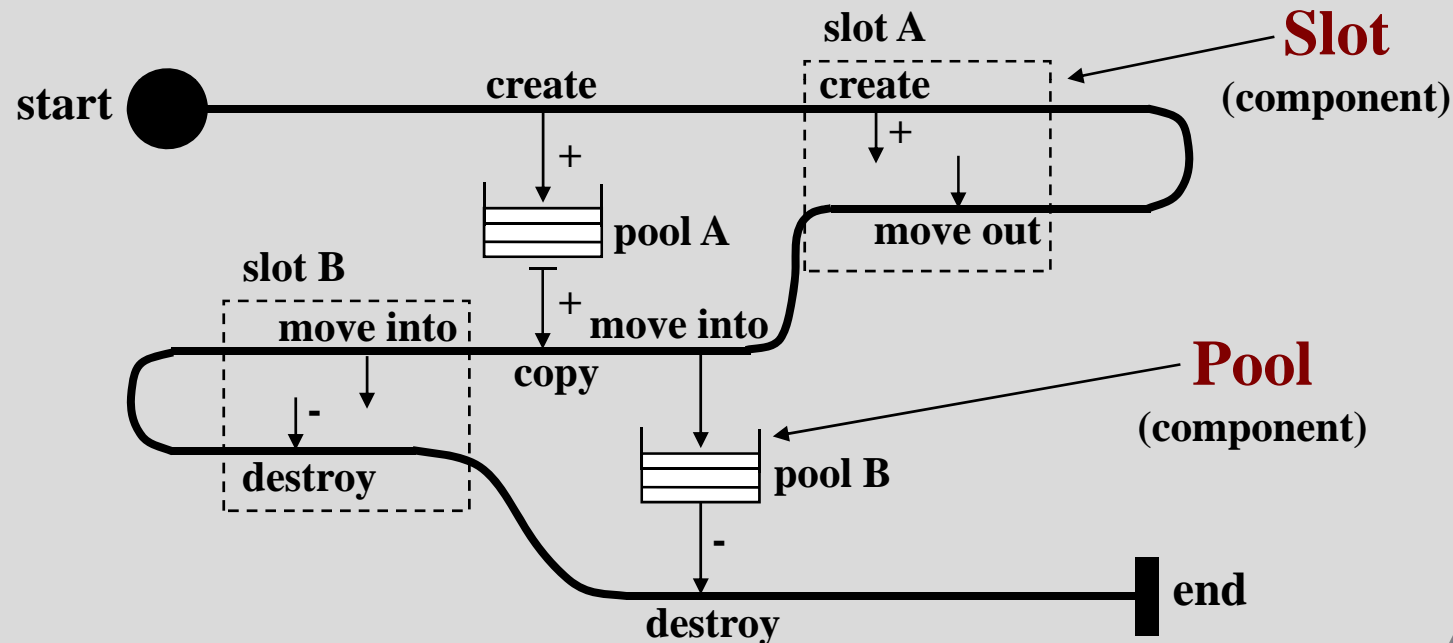 slot A
Slot
(component)
start
create
create
+
+
pool A
move out
slot B
+
move into
move into
copy
Pool
(component)
-
destroy
pool B
-
end
destroy